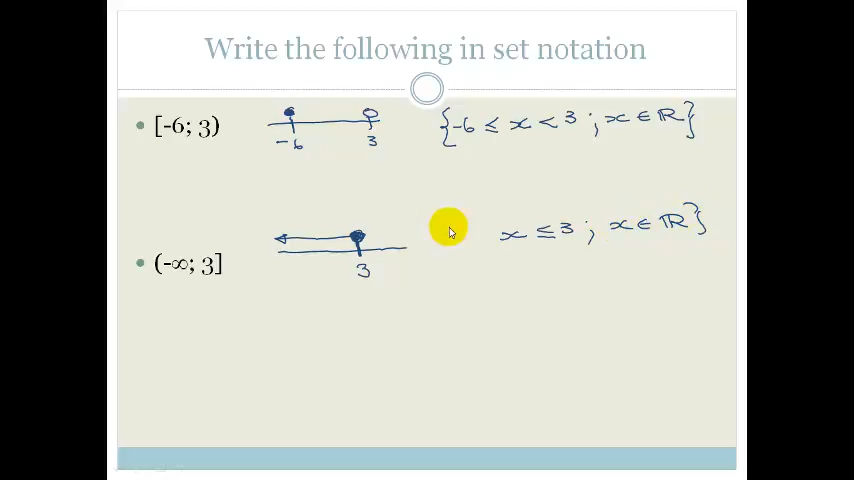 Write the following in set notation
[-6; 3) -6 3 {-6 ≤ x < 3 ; x ∈ ℝ}
(-∞; 3] 3 x ≤ 3 ; x ∈ ℝ}